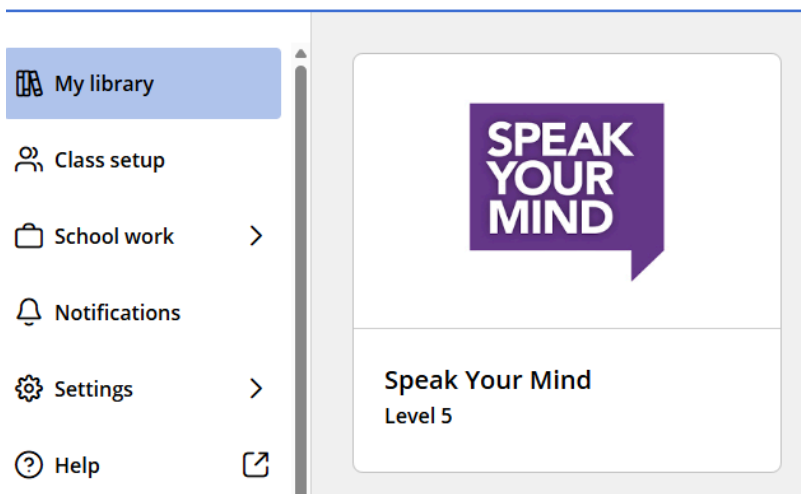 My library
Class setup
School work
Notifications
Settings
Help
SPEAK
YOUR
MIND
Speak Your Mind
Level 5